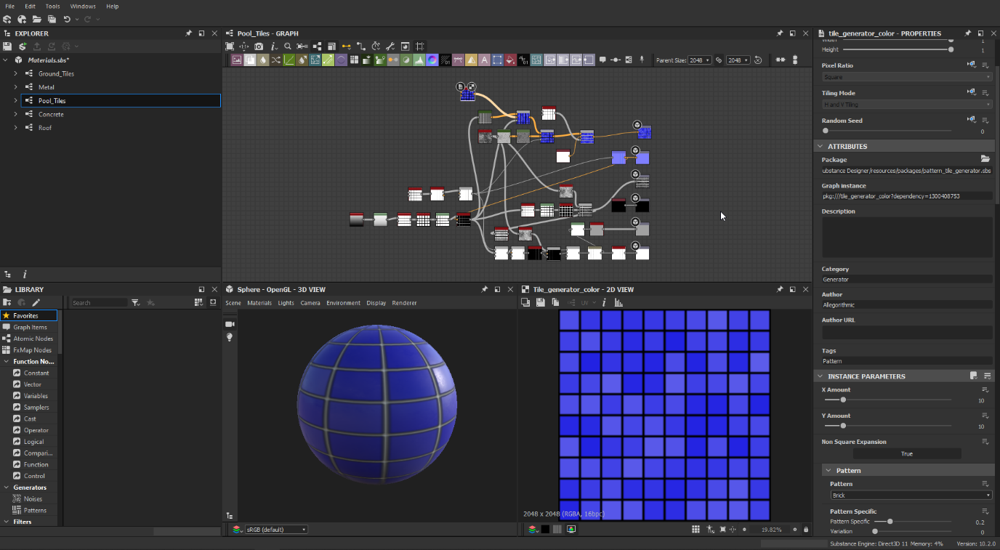 File Edit Tools Windows Help
EXPLORER
Materials.sbs*
Ground_Tiles
Metal
Pool_Tiles
Concrete
Roof
LIBRARY
Search
Favorites
Graph Items
Atomic Nodes
FxMap Nodes
Function No...
Constant
Vector
Variables
Samplers
Cast
Operator
Logical
Compari...
Function
Control
Generators
Noises
Patterns
Filters
Pool_Tiles - GRAPH
Parent Size: 2048 2048
Sphere - OpenGL - 3D VIEW
Scene Materials Lights Camera Environment Display Renderer
sRGB (default)
Tile_generator_color - 2D VIEW
UV
2048 x 2048 (RGBA, 16bpc)
19.82%
tile_generator_color - PROPERTIES
Width 1
Height 1
Pixel Ratio
Square
Tiling Mode
H and V Tiling
Random Seed
0
ATTRIBUTES
Package
ubstance Designer/resources/packages/pattern_tile_generator.sbs
Graph instance
pkg:///tile_generator_color?dependency=1300408753
Description
Category
Generator
Author
Allegorithmic
Author URL
Tags
Pattern
INSTANCE PARAMETERS
X Amount
10
Y Amount
10
Non Square Expansion
True
Pattern
Pattern
Brick
Pattern Specific
Pattern Specific 0.2
Variation 0
Substance Engine: Direct3D 11 Memory: 4% Version: 10.2.0